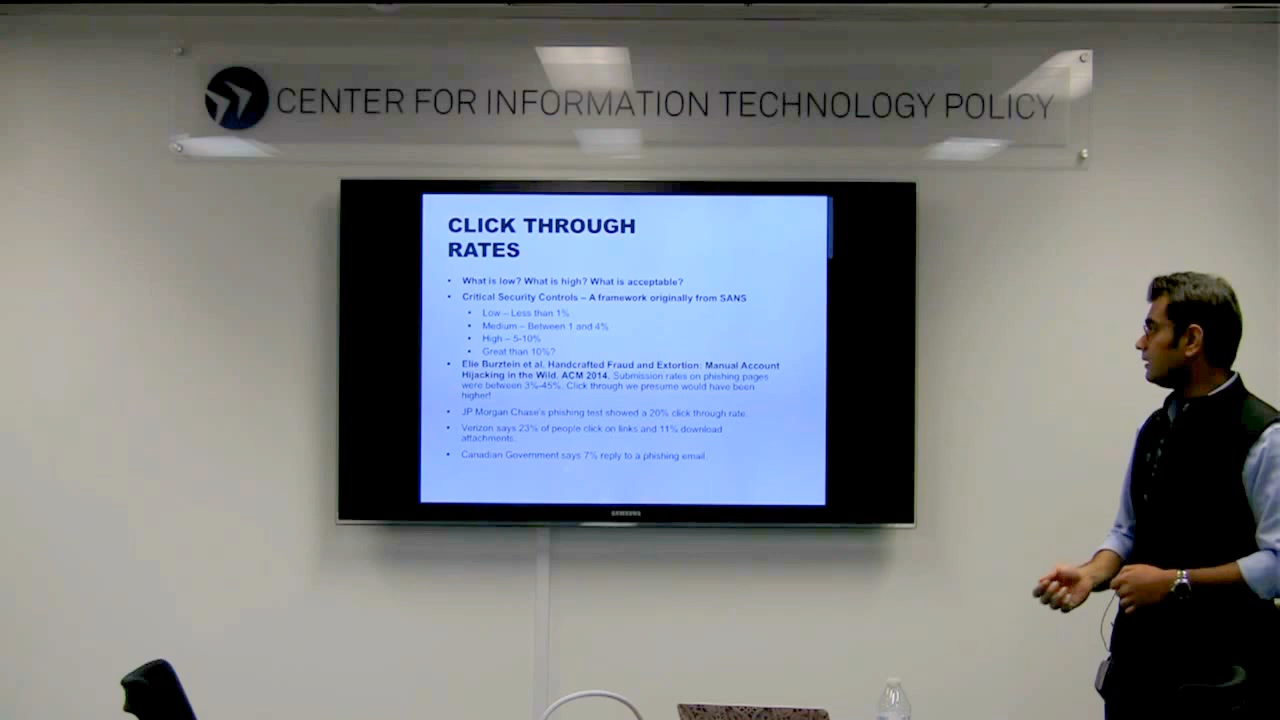 CENTER FOR INFORMATION TECHNOLOGY POLICY
CLICK THROUGH
RATES
• What is low? What is high? What is acceptable?
• Critical Security Controls – A framework originally from SANS
• Low – Less than 1%
• Medium – Between 1 and 4%
• High – 5-10%
• Great than 10%?
• Elie Burztein et al. Handcrafted Fraud and Extortion: Manual Account
Hijacking in the Wild. ACM 2014. Submission rates on phishing pages
were between 3%-45%. Click through we presume would have been
higher!
• JP Morgan Chase's phishing test showed a 20% click through rate.
• Verizon says 23% of people click on links and 11% download
attachments.
• Canadian Government says 7% reply to a phishing email.
SAMSUNG